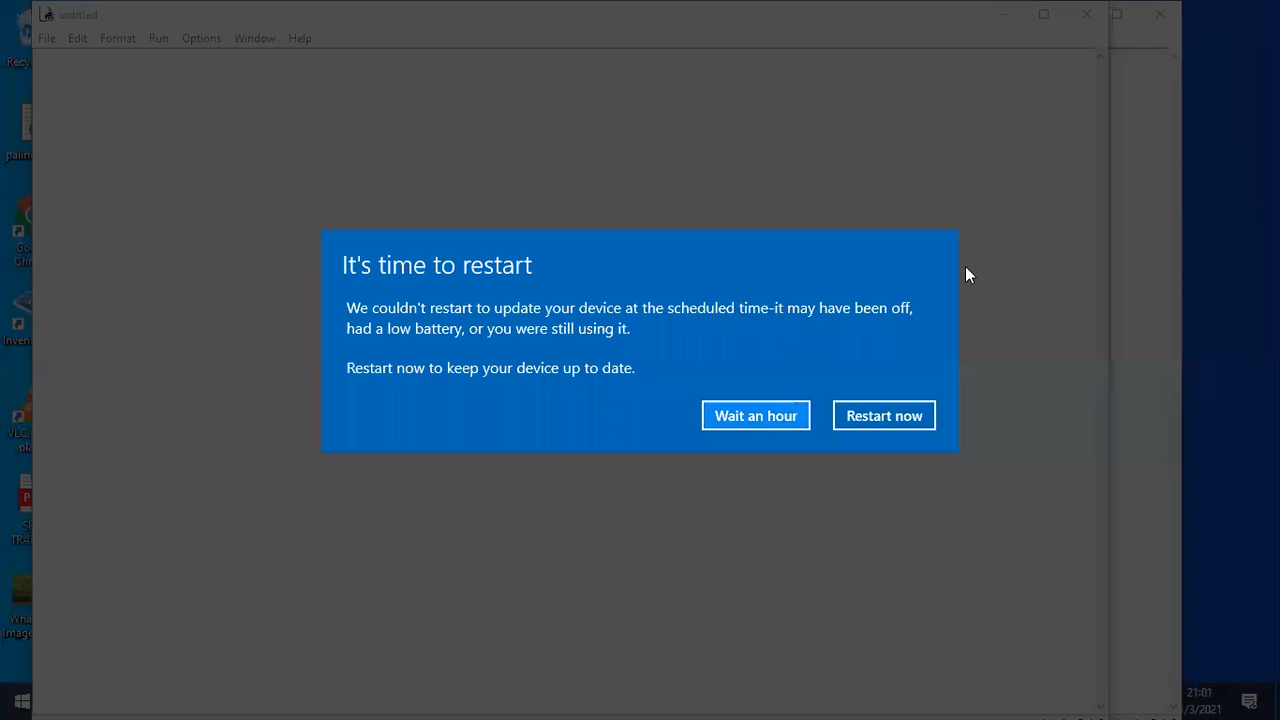 untitled
File Edit Format Run Options Window Help
It's time to restart
We couldn't restart to update your device at the scheduled time-it may have been off,
had a low battery, or you were still using it.
Restart now to keep your device up to date.
Wait an hour Restart now
21:01
/3/2021